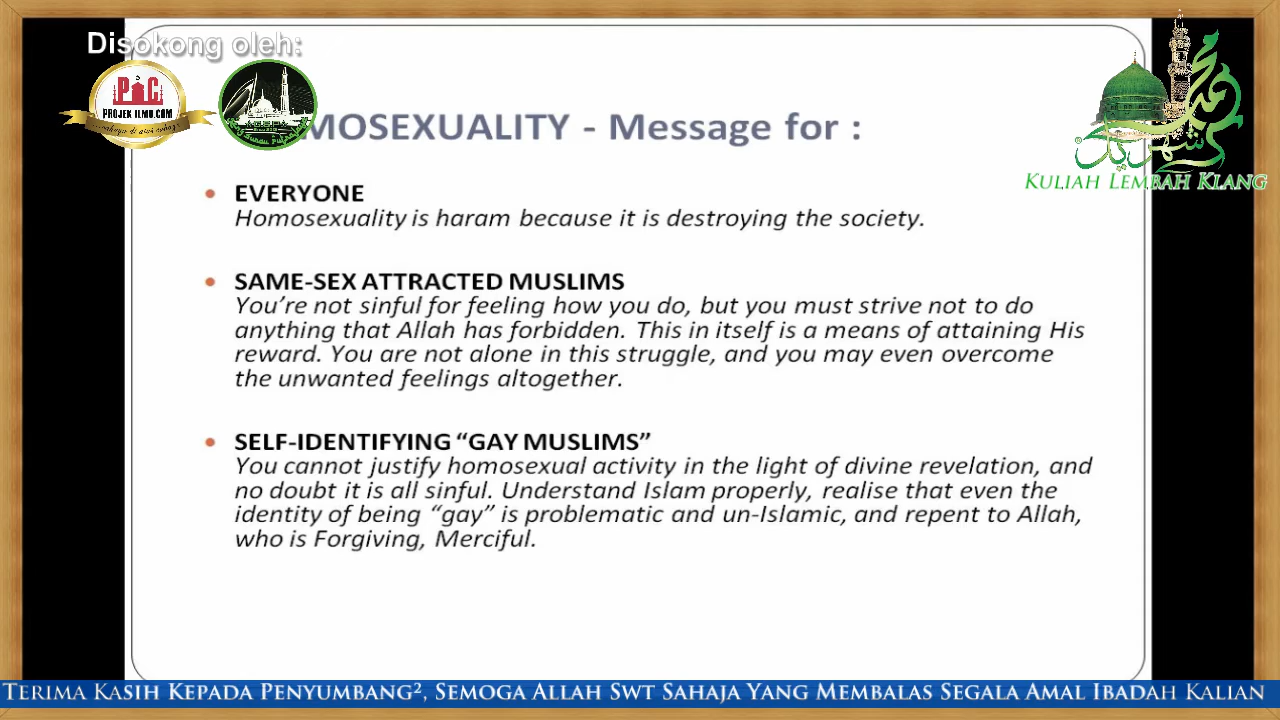 Disokong oleh:
PROJEK ILMU.COM
MOSEXUALITY - Message for :
KULIAH LEMBAH KLANG
• EVERYONE
Homosexuality is haram because it is destroying the society.
• SAME-SEX ATTRACTED MUSLIMS
You’re not sinful for feeling how you do, but you must strive not to do
anything that Allah has forbidden. This in itself is a means of attaining His
reward. You are not alone in this struggle, and you may even overcome
the unwanted feelings altogether.
• SELF-IDENTIFYING “GAY MUSLIMS”
You cannot justify homosexual activity in the light of divine revelation, and
no doubt it is all sinful. Understand Islam properly, realise that even the
identity of being “gay” is problematic and un-Islamic, and repent to Allah,
who is Forgiving, Merciful.
TERIMA KASIH KEPADA PENYUMBANG², SEMOGA ALLAH SWT SAHAJA YANG MEMBALAS SEGALA AMAL IBADAH KALIAN